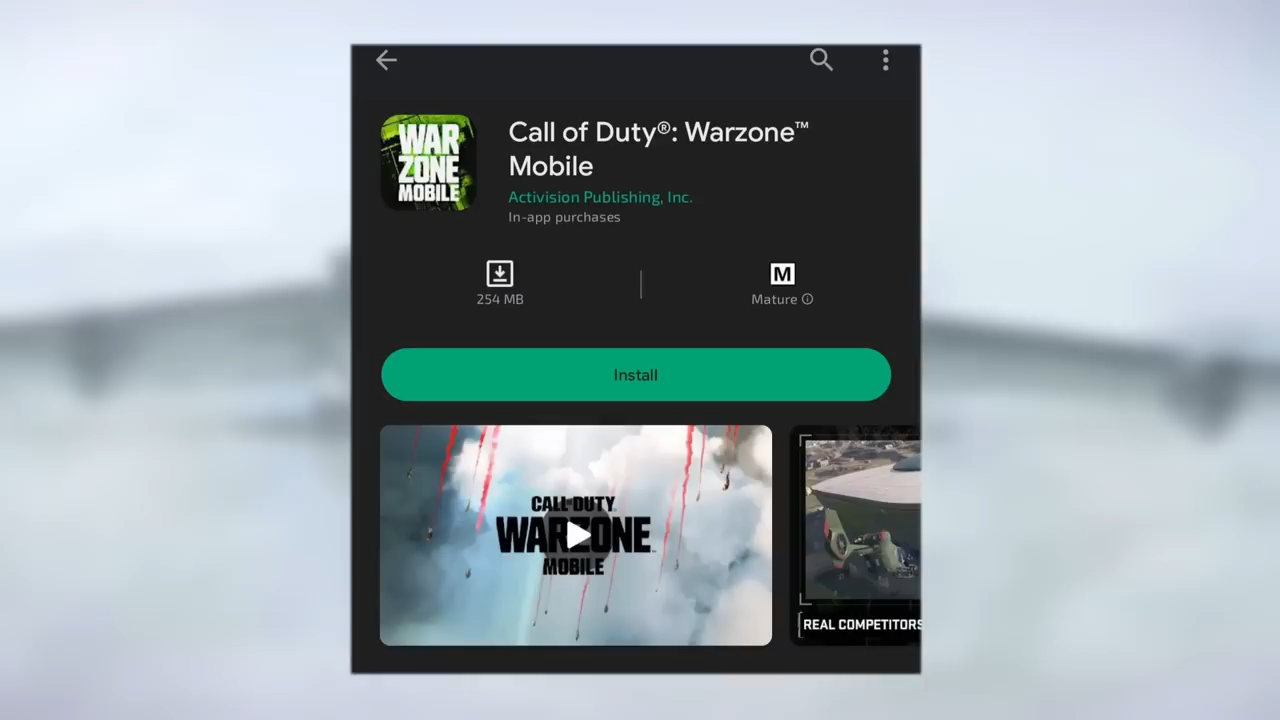 WAR
ZONE
MOBILE
Call of Duty®: Warzone™
Mobile
Activision Publishing, Inc.
In-app purchases
254 MB
M
Mature
Install
CALL OF DUTY
WARZONE
MOBILE
REAL COMPETITORS